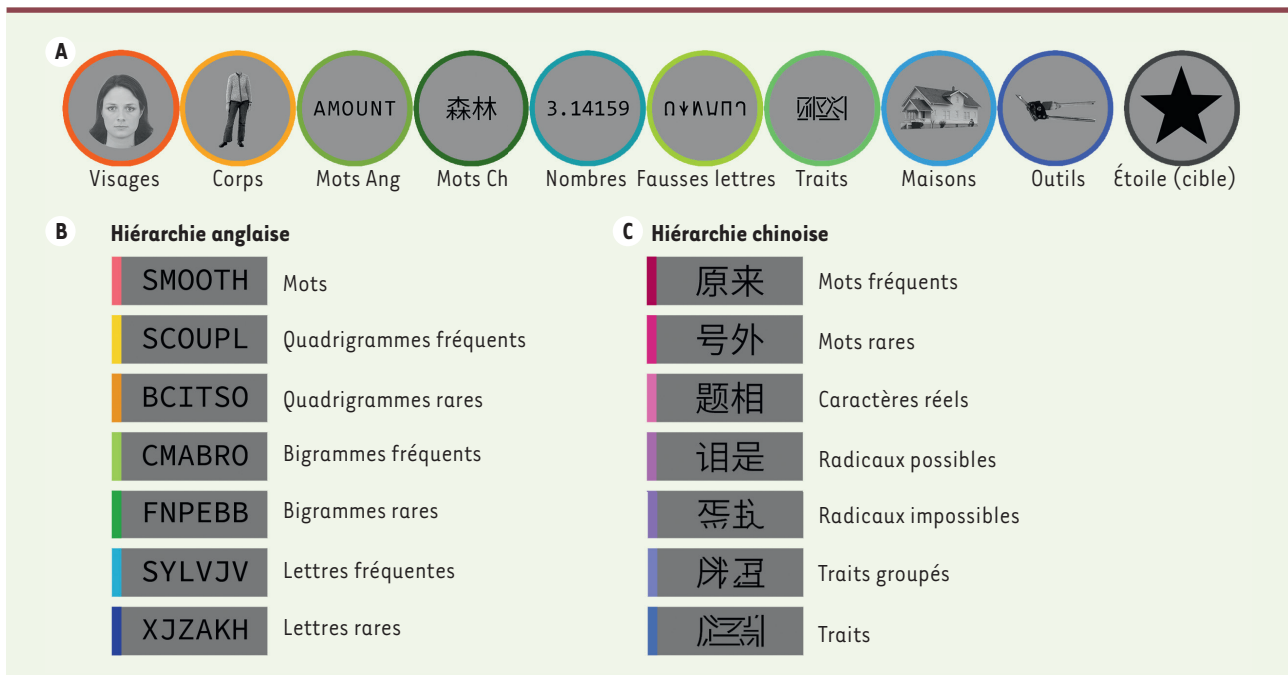 A
AMOUNT 森林 3.14159
Visages Corps Mots Ang Mots Ch Nombres Fausses lettres Traits Maisons Outils Étoile (cible)
B Hiérarchie anglaise
SMOOTH Mots
SCOUPL Quadrigrammes fréquents
BCITSO Quadrigrammes rares
CMABRO Bigrammes fréquents
FNPEBB Bigrammes rares
SYLVJV Lettres fréquentes
XJZAKH Lettres rares
C Hiérarchie chinoise
原来 Mots fréquents
号外 Mots rares
题相 Caractères réels
是 Radicaux possibles
Radicaux impossibles
Traits groupés
Traits